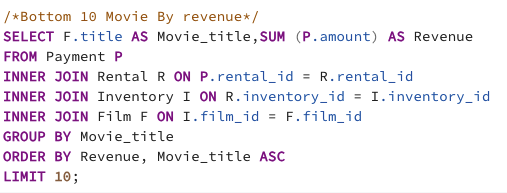 /*Bottom 10 Movie By revenue*/
SELECT F.title AS Movie_title,SUM (P.amount) AS Revenue
FROM Payment P
INNER JOIN Rental R ON P.rental_id = R.rental_id
INNER JOIN Inventory I ON R.inventory_id = I.inventory_id
INNER JOIN Film F ON I.film_id = F.film_id
GROUP BY Movie_title
ORDER BY Revenue, Movie_title ASC
LIMIT 10;